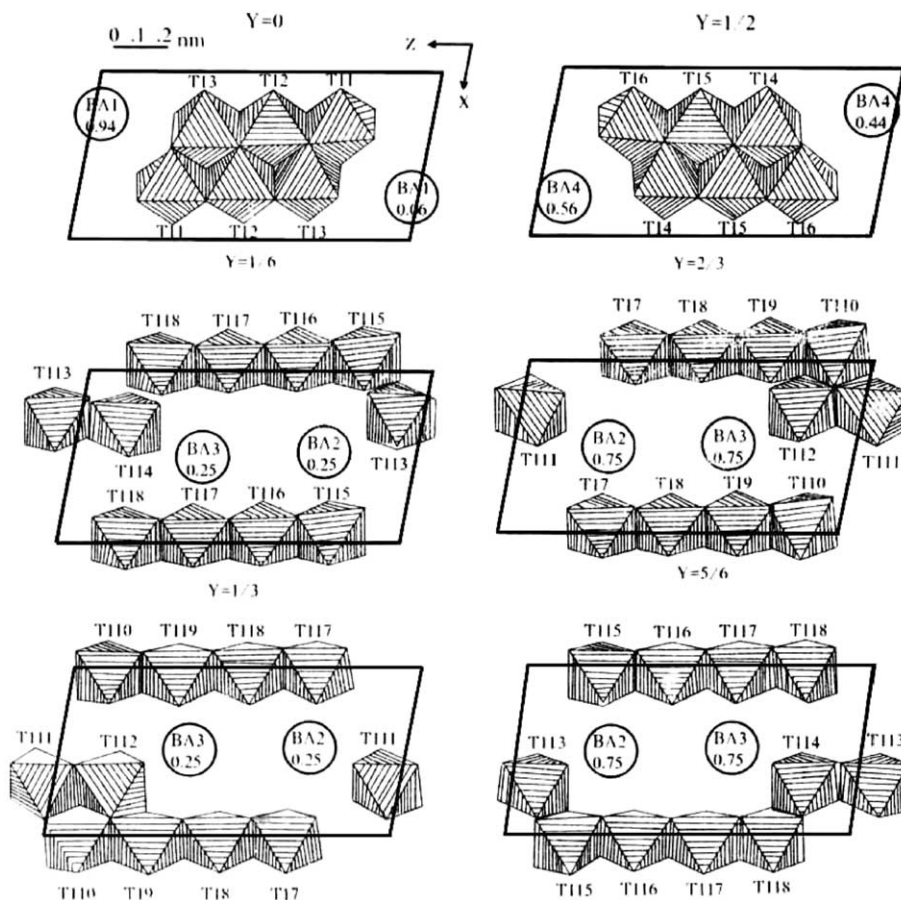 Y=0
Y=1/2
0 .1 .2 nm
Z
X
T13 T12 T11
T16 T15 T14
BA1
0.94
BA4
0.44
BA1
0.06
BA4
0.56
T11 T12 T13
T14 T15 T16
Y=1/6
Y=2/3
T118 T117 T116 T115
T17 T18 T19 T110
T113
BA3
0.25
BA2
0.25
BA2
0.75
BA3
0.75
T114
T113
T111
T112
T111
T118 T117 T116 T115
T17 T18 T19 T110
Y=1/3
Y=5/6
T110 T119 T118 T117
T115 T116 T117 T118
T111 T112
BA3
0.25
BA2
0.25
T111
T113
BA2
0.75
BA3
0.75
T114 T113
T110 T19 T18 T17
T115 T116 T117 T118